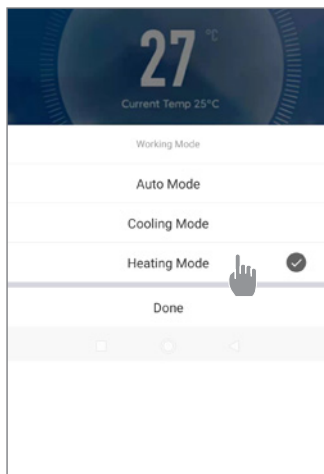 27 °C
Current Temp 25°C
Working Mode
Auto Mode
Cooling Mode
Heating Mode
Done